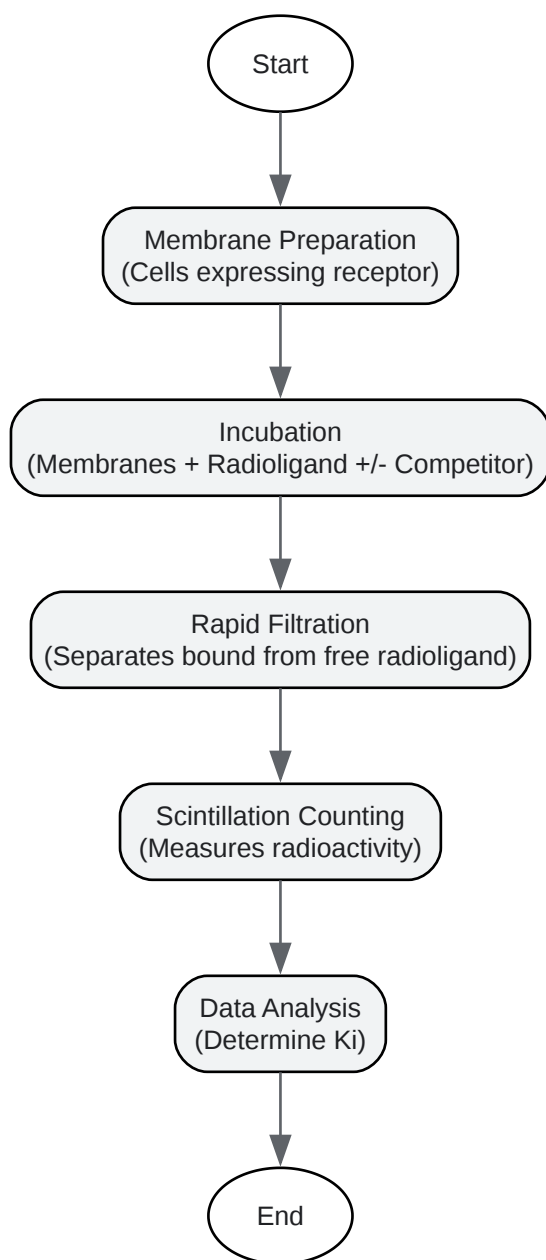 Start
Membrane Preparation
(Cells expressing receptor)
Incubation
(Membranes + Radioligand +/- Competitor)
Rapid Filtration
(Separates bound from free radioligand)
Scintillation Counting
(Measures radioactivity)
Data Analysis
(Determine Ki)
End